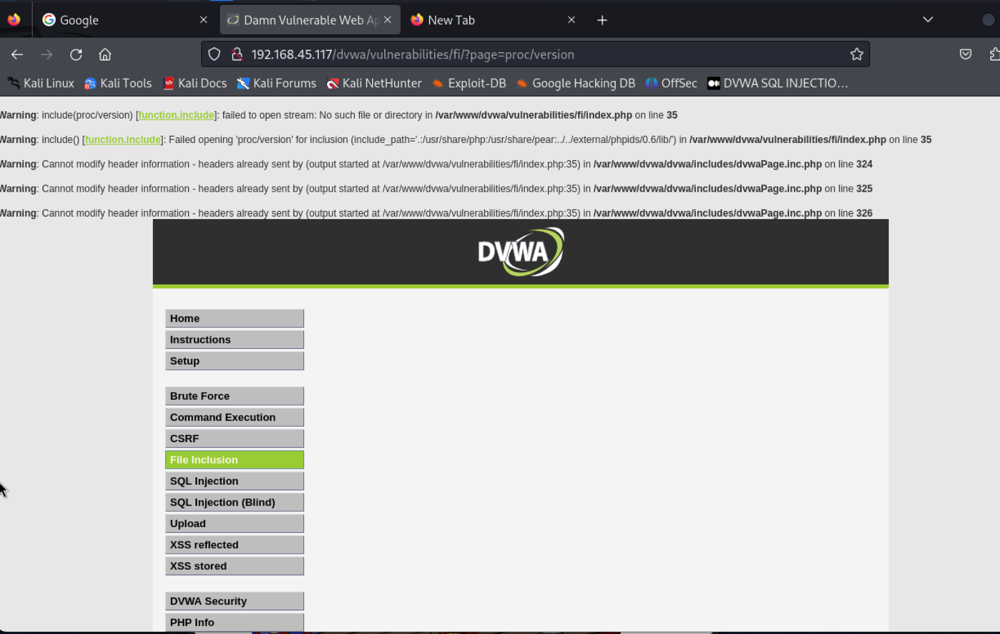 Google
Damn Vulnerable Web Ap
New Tab
192.168.45.117/dvwa/vulnerabilities/fi/?page=proc/version
Kali Linux Kali Tools Kali Docs Kali Forums Kali NetHunter Exploit-DB Google Hacking DB OffSec DVWA SQL INJECTIO...
Warning: include(proc/version) [function.include]: failed to open stream: No such file or directory in /var/www/dvwa/vulnerabilities/fi/index.php on line 35
Warning: include() [function.include]: Failed opening 'proc/version' for inclusion (include_path='.:/usr/share/php:/usr/share/pear:../../external/phpids/0.6/lib/') in /var/www/dvwa/vulnerabilities/fi/index.php on line 35
Warning: Cannot modify header information - headers already sent by (output started at /var/www/dvwa/vulnerabilities/fi/index.php:35) in /var/www/dvwa/dvwa/includes/dvwaPage.inc.php on line 324
Warning: Cannot modify header information - headers already sent by (output started at /var/www/dvwa/vulnerabilities/fi/index.php:35) in /var/www/dvwa/dvwa/includes/dvwaPage.inc.php on line 325
Warning: Cannot modify header information - headers already sent by (output started at /var/www/dvwa/vulnerabilities/fi/index.php:35) in /var/www/dvwa/dvwa/includes/dvwaPage.inc.php on line 326
DVWA
Home
Instructions
Setup
Brute Force
Command Execution
CSRF
File Inclusion
SQL Injection
SQL Injection (Blind)
Upload
XSS reflected
XSS stored
DVWA Security
PHP Info